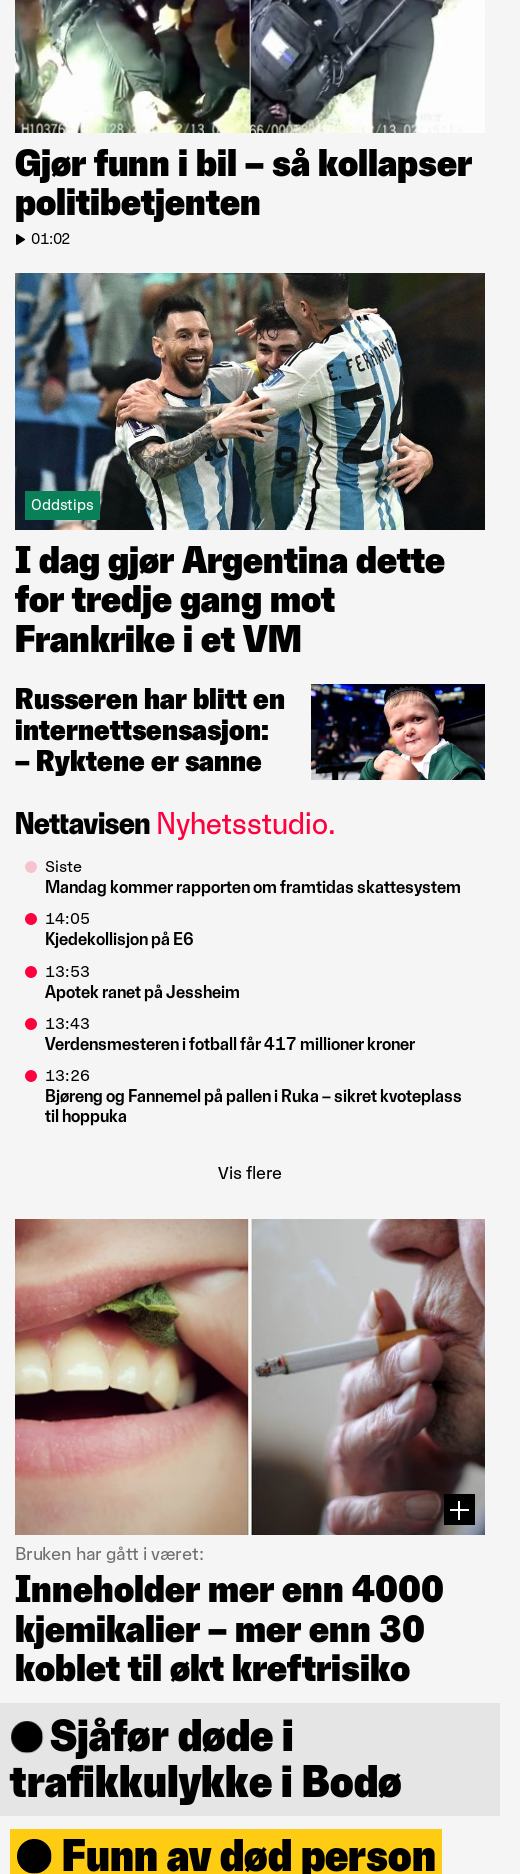 Gjør funn i bil – så kollapser
politibetjenten
01:02
E. FERNAND
24
10
9
Oddstips
I dag gjør Argentina dette
for tredje gang mot
Frankrike i et VM
Russeren har blitt en
internettsensasjon:
– Ryktene er sanne
Nettavisen Nyhetsstudio.
Siste
Mandag kommer rapporten om framtidas skattesystem
14:05
Kjedekollisjon på E6
13:53
Apotek ranet på Jessheim
13:43
Verdensmesteren i fotball får 417 millioner kroner
13:26
Bjøreng og Fannemel på pallen i Ruka – sikret kvoteplass
til hoppuka
Vis flere
Bruken har gått i været:
Inneholder mer enn 4000
kjemikalier – mer enn 30
koblet til økt kreftrisiko
Sjåfør døde i
trafikkulykke i Bodø
Funn av død person